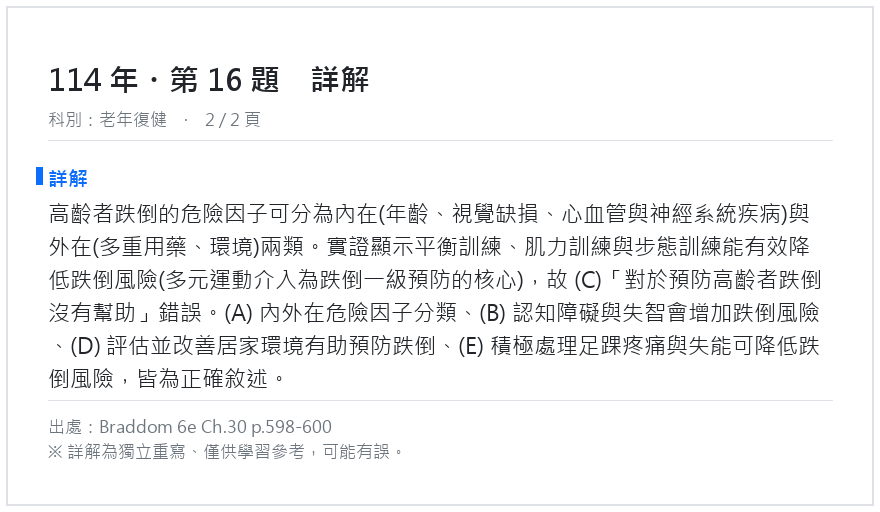 114 年．第 16 題　詳解
科別：老年復健　·　2 / 2 頁
詳解
高齡者跌倒的危險因子可分為內在(年齡、視覺缺損、心血管與神經系統疾病)與
外在(多重用藥、環境)兩類。實證顯示平衡訓練、肌力訓練與步態訓練能有效降
低跌倒風險(多元運動介入為跌倒一級預防的核心)，故 (C)「對於預防高齡者跌倒
沒有幫助」錯誤。(A) 內外在危險因子分類、(B) 認知障礙與失智會增加跌倒風險
、(D) 評估並改善居家環境有助預防跌倒、(E) 積極處理足踝疼痛與失能可降低跌
倒風險，皆為正確敘述。
出處：Braddom 6e Ch.30 p.598-600
※ 詳解為獨立重寫、僅供學習參考，可能有誤。